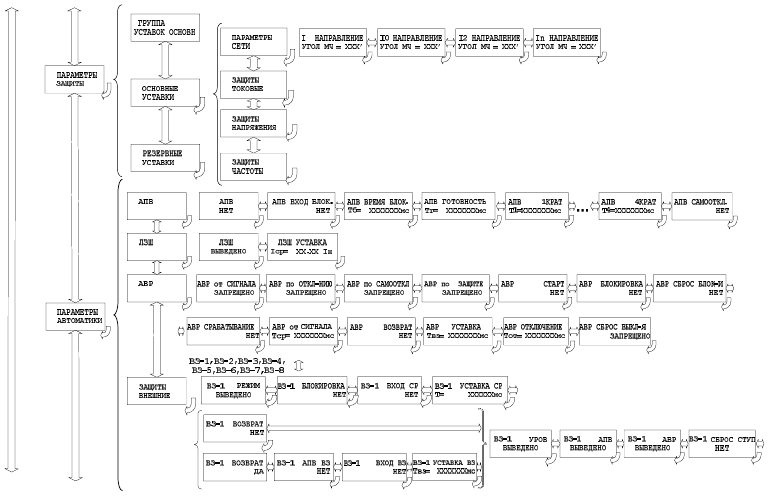 ГРУППА
УСТАВОК ОСНОВН
ПАРАМЕТРЫ
СЕТИ
I НАПРАВЛЕНИЕ
УГОЛ МЧ = XXX'
I0 НАПРАВЛЕНИЕ
УГОЛ МЧ = XXX'
I2 НАПРАВЛЕНИЕ
УГОЛ МЧ = XXX'
In НАПРАВЛЕНИЕ
УГОЛ МЧ = XXX'
ПАРАМЕТРЫ
ЗАЩИТЫ
ОСНОВНЫЕ
УСТАВКИ
ЗАЩИТЫ
ТОКОВЫЕ
ЗАЩИТЫ
НАПРЯЖЕНИЯ
РЕЗЕРВНЫЕ
УСТАВКИ
ЗАЩИТЫ
ЧАСТОТЫ
АПВ
АПВ
НЕТ
АПВ ВХОД БЛОК.
НЕТ
АПВ ВРЕМЯ БЛОК.
Тб= XXXXXXXмс
АПВ ГОТОВНОСТЬ
Тг= XXXXXXXмс
АПВ 1КРАТ
Т1=XXXXXXXмс
...
АПВ 4КРАТ
Т4=XXXXXXXмс
АПВ САМООТКЛ.
НЕТ
ЛЗШ
ЛЗШ
ВЫВЕДЕНО
ЛЗШ УСТАВКА
Iср= XX.XX Iн
АВР
АВР от СИГНАЛА
ЗАПРЕЩЕНО
АВР по ОТКЛ-НИЮ
ЗАПРЕЩЕНО
АВР по САМООТКЛ
ЗАПРЕЩЕНО
АВР по ЗАЩИТЕ
ЗАПРЕЩЕНО
АВР СТАРТ
НЕТ
АВР БЛОКИРОВКА
НЕТ
АВР СБРОС БЛОК-И
НЕТ
ПАРАМЕТРЫ
АВТОМАТИКИ
АВР СРАБАТЫВАНИЕ
НЕТ
АВР от СИГНАЛА
Тср= XXXXXXмс
АВР ВОЗВРАТ
НЕТ
АВР УСТАВКА
Твз= XXXXXXXмс
АВР ОТКЛЮЧЕНИЕ
Тот= XXXXXXXмс
АВР СБРОС ВЫКЛ-Я
ЗАПРЕЩЕНО
ВЗ-1,ВЗ-2,ВЗ-3,ВЗ-4,
ВЗ-5,ВЗ-6,ВЗ-7,ВЗ-8
ЗАЩИТЫ
ВНЕШНИЕ
ВЗ-1 РЕЖИМ
ВЫВЕДЕНО
ВЗ-1 БЛОКИРОВКА
НЕТ
ВЗ-1 ВХОД СР
НЕТ
ВЗ-1 УСТАВКА СР
Т= XXXXXXмс
ВЗ-1 ВОЗВРАТ
НЕТ
ВЗ-1 УРОВ
ВЫВЕДЕНО
ВЗ-1 АПВ
ВЫВЕДЕНО
ВЗ-1 АВР
ВЫВЕДЕНО
ВЗ-1 СБРОС СТУП
НЕТ
ВЗ-1 ВОЗВРАТ
ДА
ВЗ-1 АПВ ВЗ
НЕТ
ВЗ-1 ВХОД ВЗ
НЕТ
ВЗ-1 УСТАВКА ВЗ
Твз= XXXXXXXмс